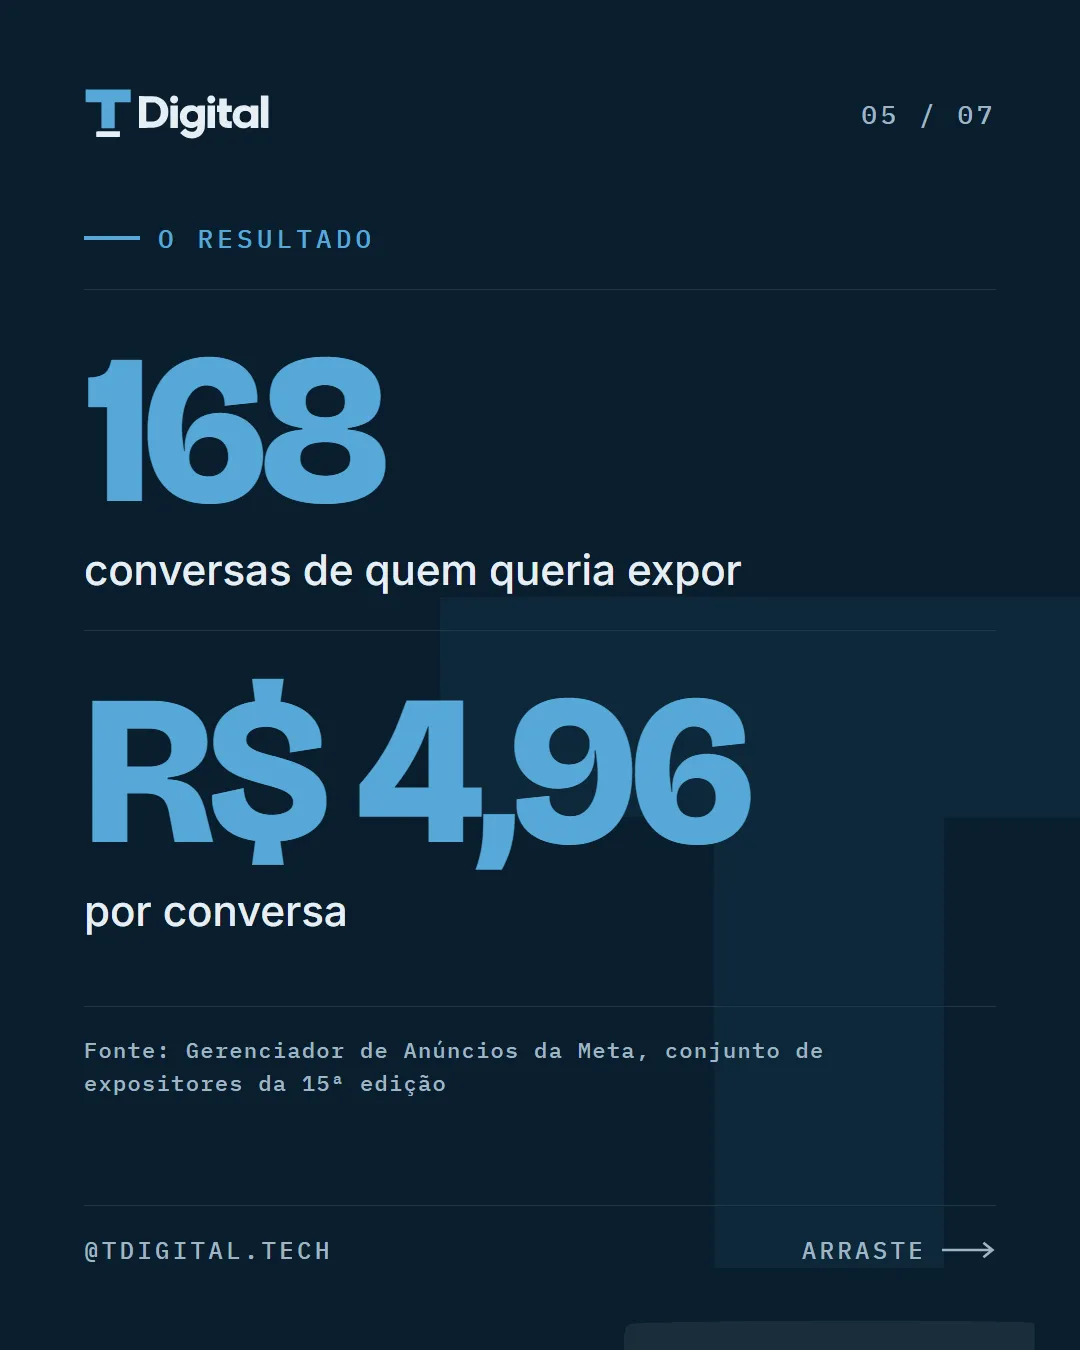 T Digital
05 / 07
O RESULTADO
168
conversas de quem queria expor
R$ 4,96
por conversa
Fonte: Gerenciador de Anúncios da Meta, conjunto de
expositores da 15ª edição
@TDIGITAL.TECH
ARRASTE